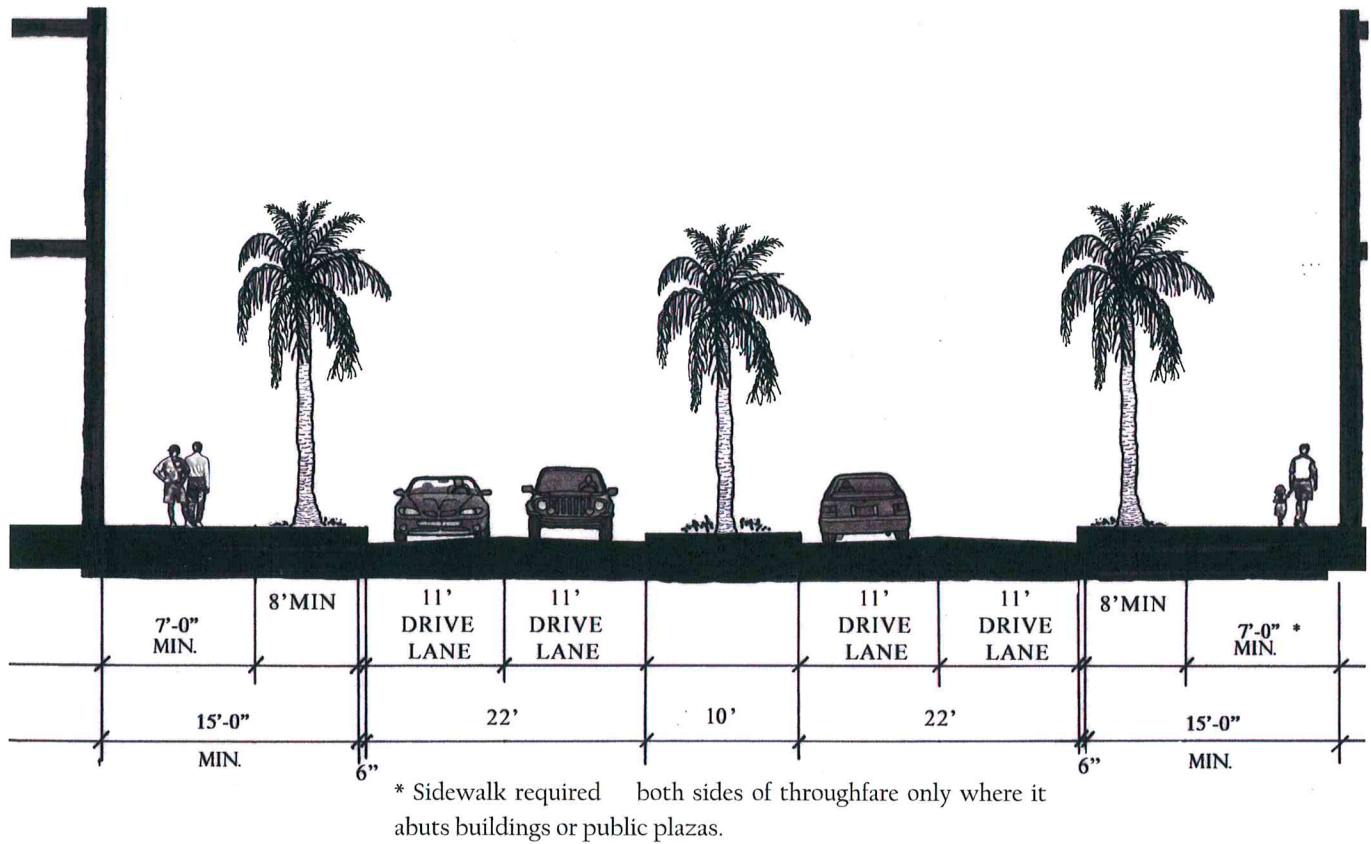 7'-0"
MIN.
8'MIN
11'
DRIVE
LANE
11'
DRIVE
LANE
11'
DRIVE
LANE
11'
DRIVE
LANE
8'MIN
7'-0" *
MIN.
15'-0"
MIN.
6"
22'
10'
22'
6"
15'-0"
MIN.
* Sidewalk required both sides of throughfare only where it
abuts buildings or public plazas.